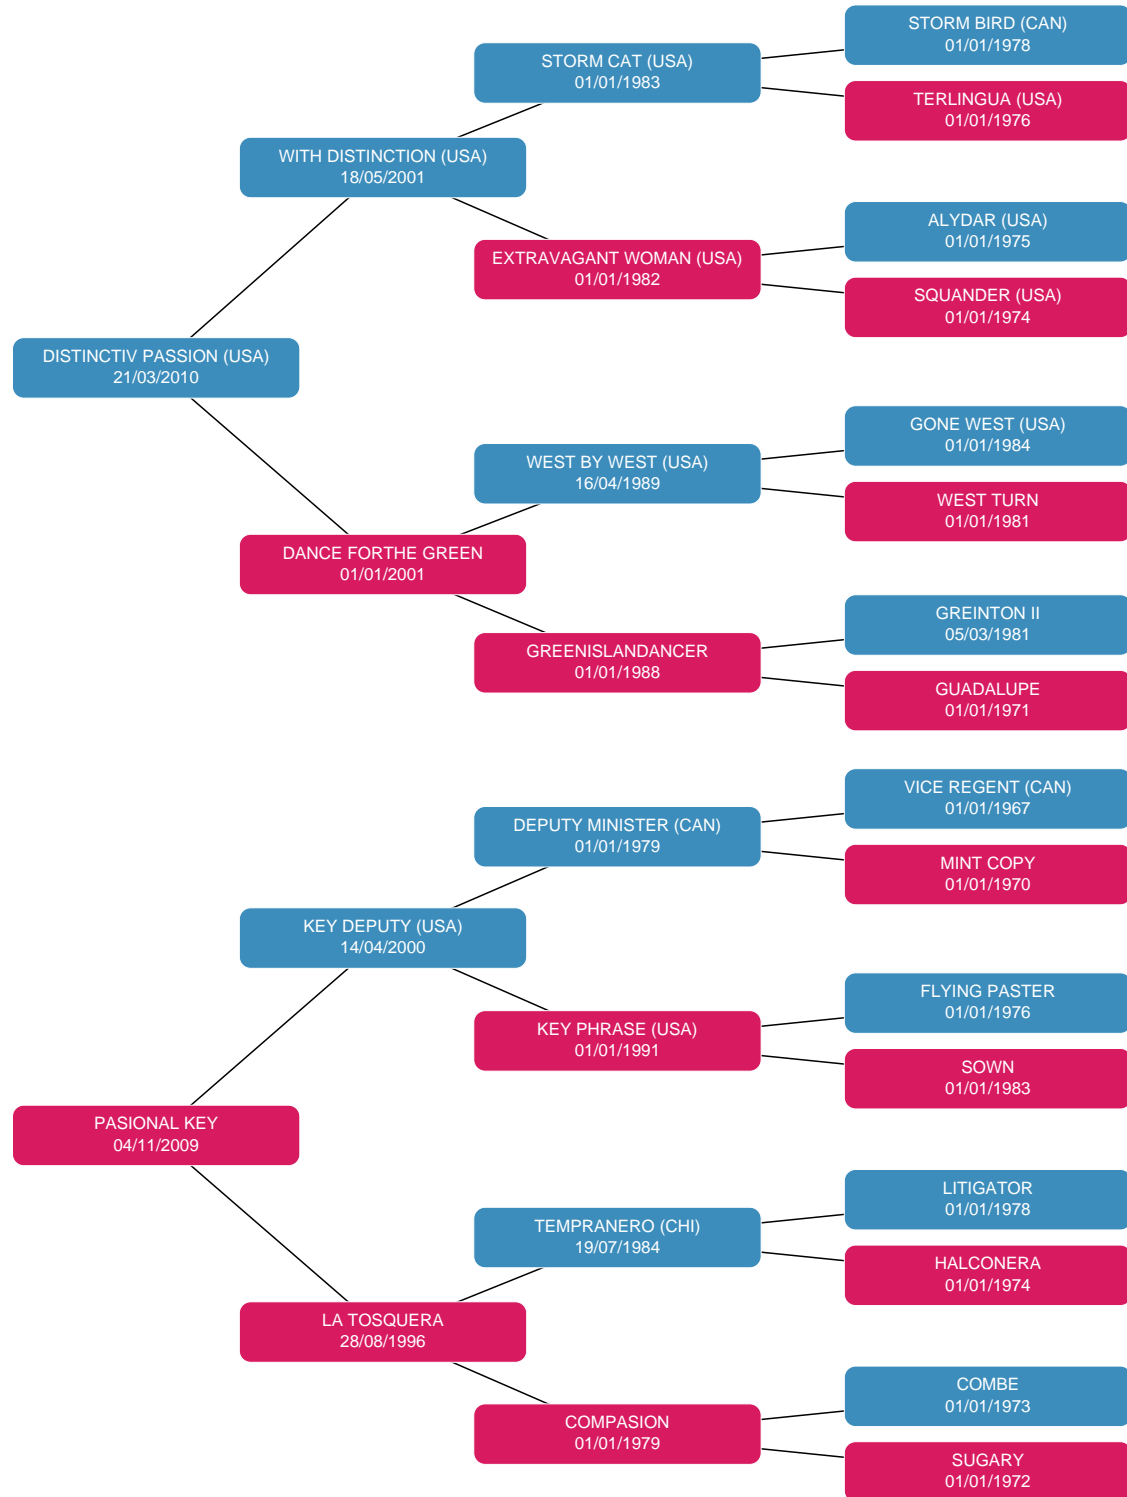 STORM BIRD (CAN)
01/01/1978
STORM CAT (USA)
01/01/1983
TERLINGUA (USA)
01/01/1976
WITH DISTINCTION (USA)
18/05/2001
ALYDAR (USA)
01/01/1975
EXTRAVAGANT WOMAN (USA)
01/01/1982
SQUANDER (USA)
01/01/1974
DISTINCTIV PASSION (USA)
21/03/2010
GONE WEST (USA)
01/01/1984
WEST BY WEST (USA)
16/04/1989
WEST TURN
01/01/1981
DANCE FORTHE GREEN
01/01/2001
GREINTON II
05/03/1981
GREENISLANDANCER
01/01/1988
GUADALUPE
01/01/1971
VICE REGENT (CAN)
01/01/1967
DEPUTY MINISTER (CAN)
01/01/1979
MINT COPY
01/01/1970
KEY DEPUTY (USA)
14/04/2000
FLYING PASTER
01/01/1976
KEY PHRASE (USA)
01/01/1991
SOWN
01/01/1983
PASIONAL KEY
04/11/2009
LITIGATOR
01/01/1978
TEMPRANERO (CHI)
19/07/1984
HALCONERA
01/01/1974
LA TOSQUERA
28/08/1996
COMBE
01/01/1973
COMPASION
01/01/1979
SUGARY
01/01/1972